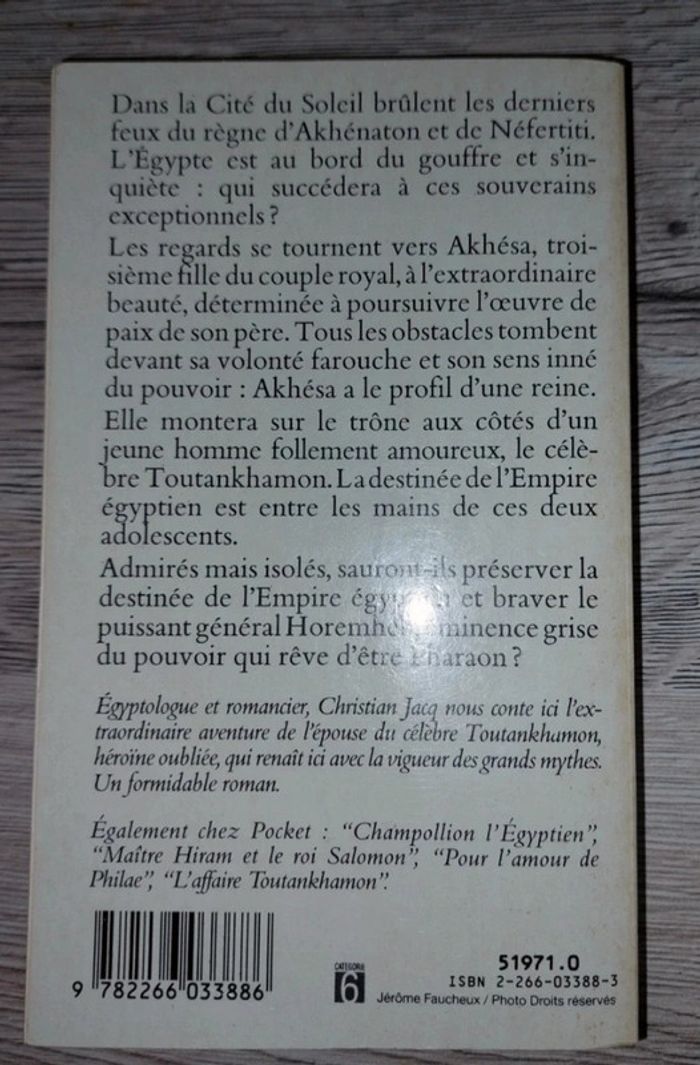 Dans la Cité du Soleil brûlent les derniers
feux du règne d'Akhénaton et de Néfertiti.
L'Égypte est au bord du gouffre et s'in-
quiète : qui succédera à ces souverains
exceptionnels ?
Les regards se tournent vers Akhésa, troi-
sième fille du couple royal, à l'extraordinaire
beauté, déterminée à poursuivre l'œuvre de
paix de son père. Tous les obstacles tombent
devant sa volonté farouche et son sens inné
du pouvoir : Akhésa a le profil d'une reine.
Elle montera sur le trône aux côtés d'un
jeune homme follement amoureux, le célè-
bre Toutankhamon. La destinée de l'Empire
égyptien est entre les mains de ces deux
adolescents.
Admirés mais isolés, sauront-ils préserver la
destinée de l'Empire et braver le
puissant général grise
du pouvoir qui rêve d'être Pharaon ?
Égyptologue et romancier, Christian Jacq nous conte ici l'ex-
traordinaire aventure de l'épouse du célèbre Toutankhamon,
héroïne oubliée, qui renaît ici avec la vigueur des grands mythes.
Un formidable roman.
Également chez Pocket : “Champollion l'Égyptien”,
“Maître Hiram et le roi Salomon”, “Pour l'amour de
Philae”, “L'affaire Toutankhamon”.
CATÉGORIE
6
51971.0
ISBN 2-266-03388-3
Jérôme Faucheux / Photo Droits réservés
9 782266 033886